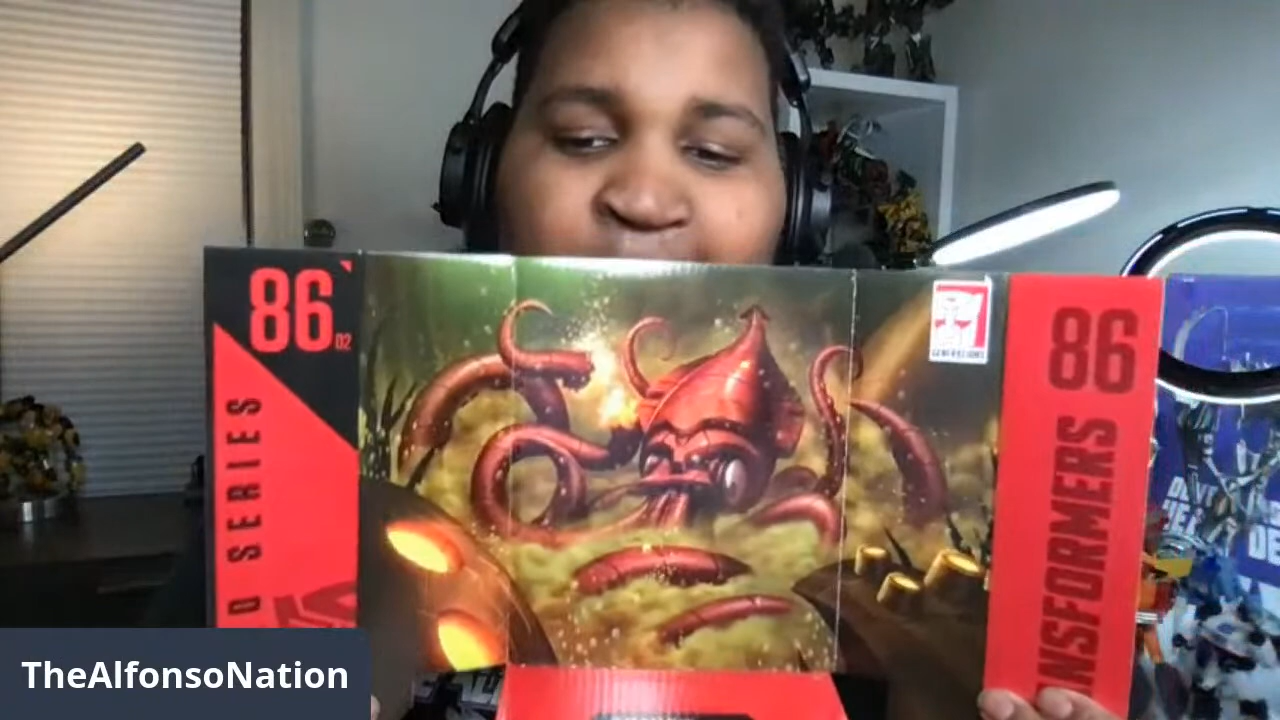 86
02
D SERIES
GENERATIONS
86
ANSFORMERS
TheAlfonsoNation